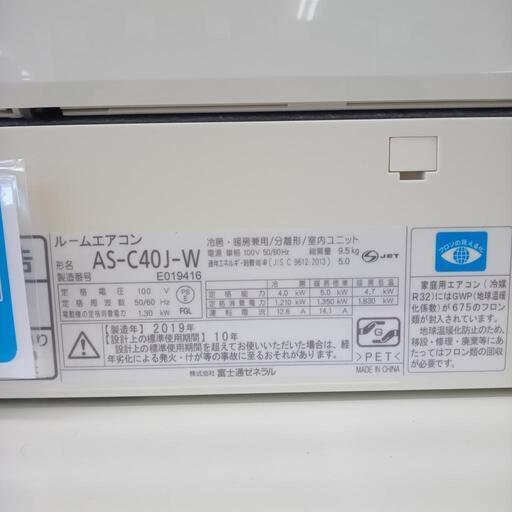 ルームエアコン
形名 AS-C40J-W
製造番号 E019416
冷房・暖房兼用/分離形/室内ユニット
電源 単相100V 50/60Hz 総質量 9.5kg
通年エネルギー消費効率(JIS C 9612:2013) 5.0
JET
定格電圧 100 V
定格周波数 50/60 Hz
電動機の定格消費電力 1.30 kW
PS E
FGL
冷房 暖房標準 暖房低温
定格能力 4.0 kW 5.0 kW 4.7 kW
定格消費電力 1.210 kW 1.350 kW 1.830 kW
運転電流 12.6 A 14.1 A
【製造年】2019年
【設計上の標準使用期間】10年
設計上の標準使用期間を超えてお使いいただいた場合は、経
年劣化による発火・けが等の事故に至るおそれがあります。
株式会社 富士通ゼネラル
G
>PET<
MADE IN CHINA
フロンの見える化
家庭用エアコン(冷媒
R32)にはGWP(地球温暖
化係数)が675のフロン
類が封入されています。
地球温暖化防止のため、
移設・修理・廃棄等にあ
たってはフロン類の回収
が必要です。